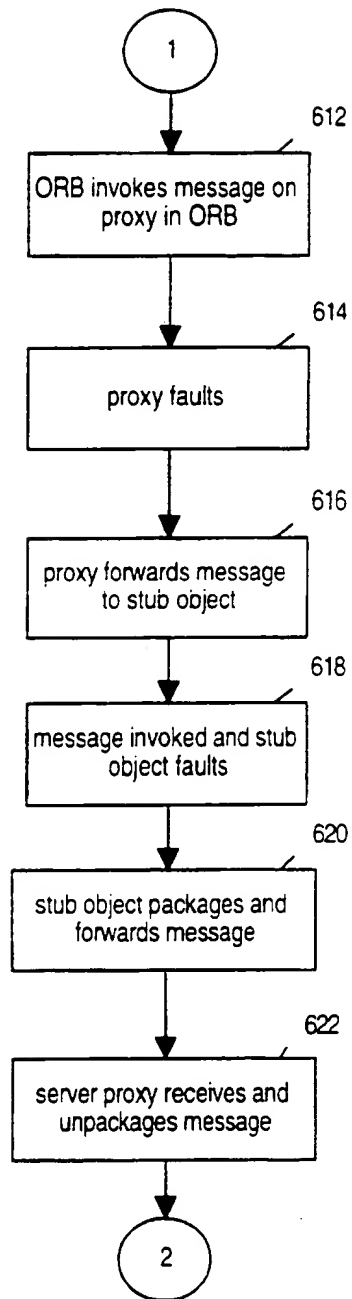 1
612
ORB invokes message on
proxy in ORB
614
proxy faults
616
proxy forwards message
to stub object
618
message invoked and stub
object faults
620
stub object packages and
forwards message
622
server proxy receives and
unpackages message
2